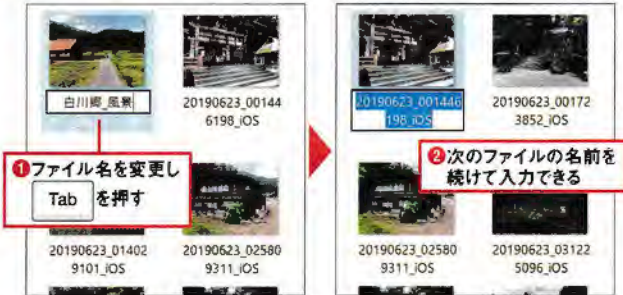 白川郷_風景
20190623_00144
6198_iOS
❶ファイル名を変更し
Tab を押す
20190623_01402
9101_iOS
20190623_02580
9311_iOS
20190623_001446
198_iOS
20190623_00172
3852_iOS
❷次のファイルの名前を
続けて入力できる
20190623_02580
9311_iOS
20190623_03122
5096_iOS